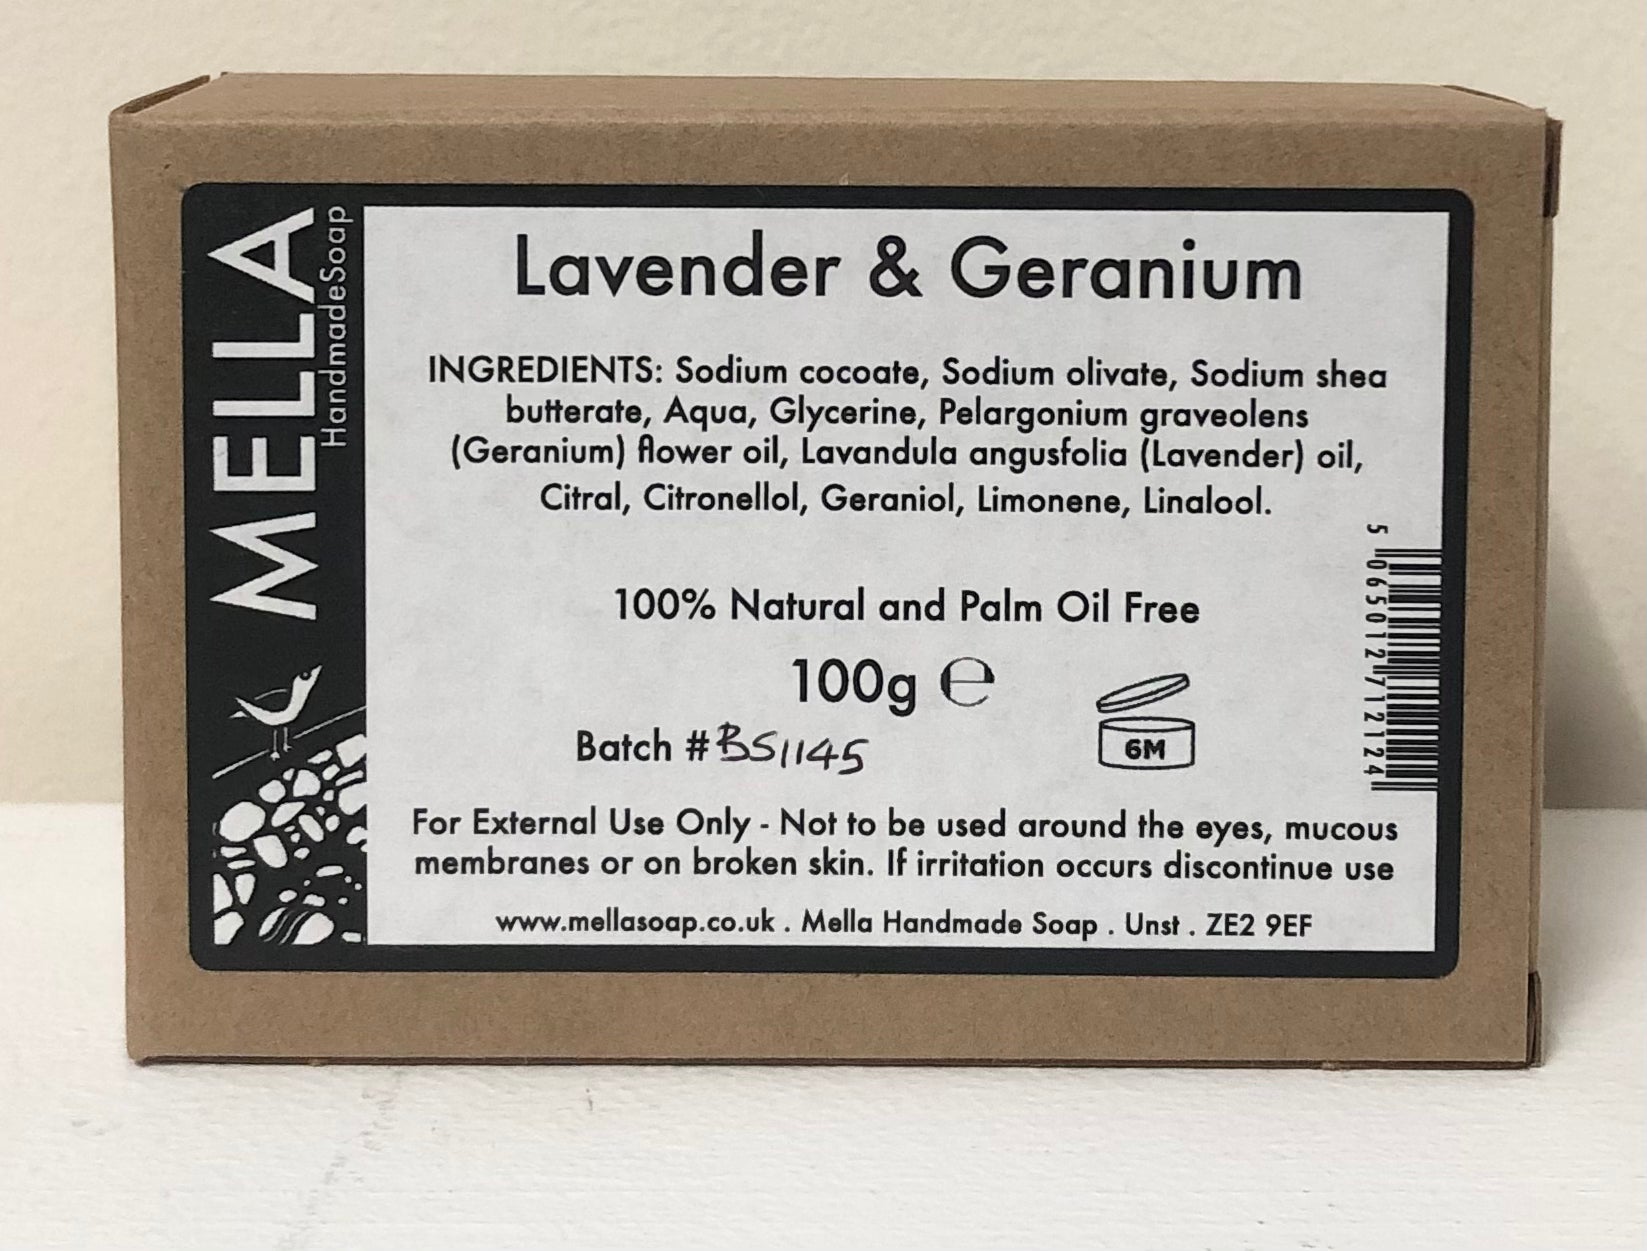 MELLA
HandmadeSoap
Lavender & Geranium
INGREDIENTS: Sodium cocoate, Sodium olivate, Sodium shea
butterate, Aqua, Glycerine, Pelargonium graveolens
(Geranium) flower oil, Lavandula angusfolia (Lavender) oil,
Citral, Citronellol, Geraniol, Limonene, Linalool.
100% Natural and Palm Oil Free
100g ℮
Batch #BS1145
6M
5 065012 712124
For External Use Only - Not to be used around the eyes, mucous
membranes or on broken skin. If irritation occurs discontinue use
www.mellasoap.co.uk . Mella Handmade Soap . Unst . ZE2 9EF